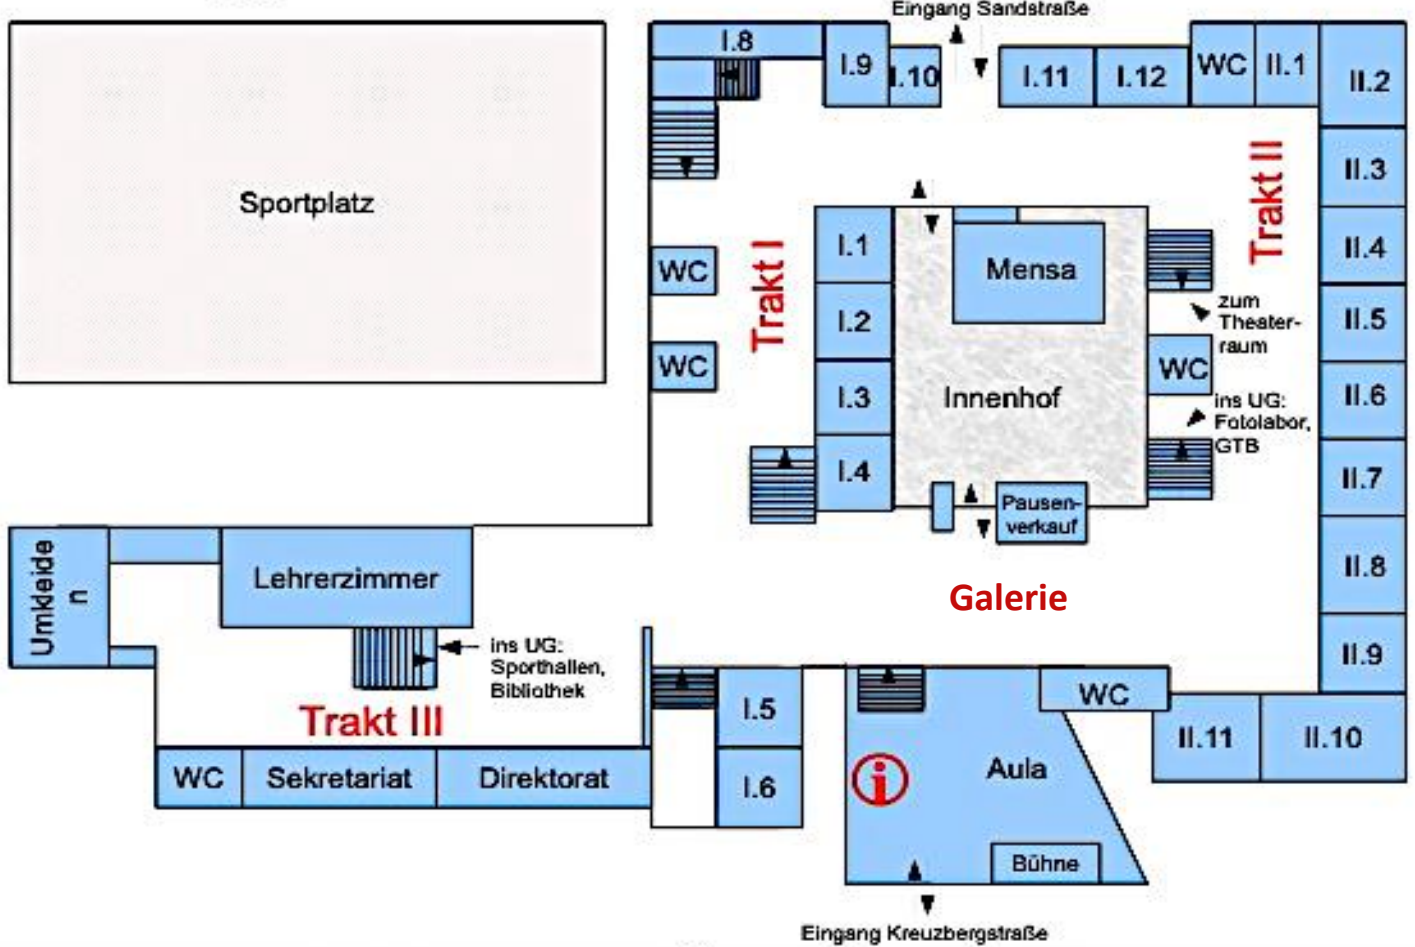 Eingang Sandstraße
I.8
I.9
I.10
I.11
I.12
WC
II.1
II.2
II.3
II.4
II.5
II.6
II.7
II.8
II.9
II.10
II.11
Sportplatz
WC
WC
Trakt I
I.1
I.2
I.3
I.4
Mensa
Innenhof
Pausen-
verkauf
Trakt II
zum
Theater-
raum
WC
ins UG:
Fotolabor,
GTB
Galerie
Umkleide
n
Lehrerzimmer
ins UG:
Sporthallen,
Bibliothek
Trakt III
WC
Sekretariat
Direktorat
I.5
I.6
i
Aula
WC
Bühne
Eingang Kreuzbergstraße